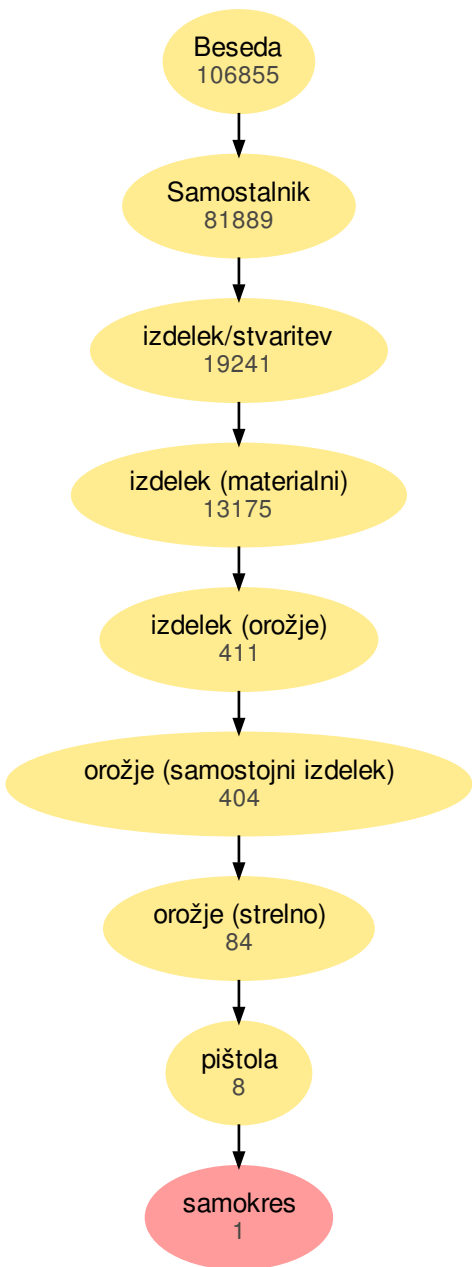 Beseda
106855
Samostalnik
81889
izdelek/stvaritev
19241
izdelek (materialni)
13175
izdelek (orožje)
411
orožje (samostojni izdelek)
404
orožje (strelno)
84
pištola
8
samokres
1